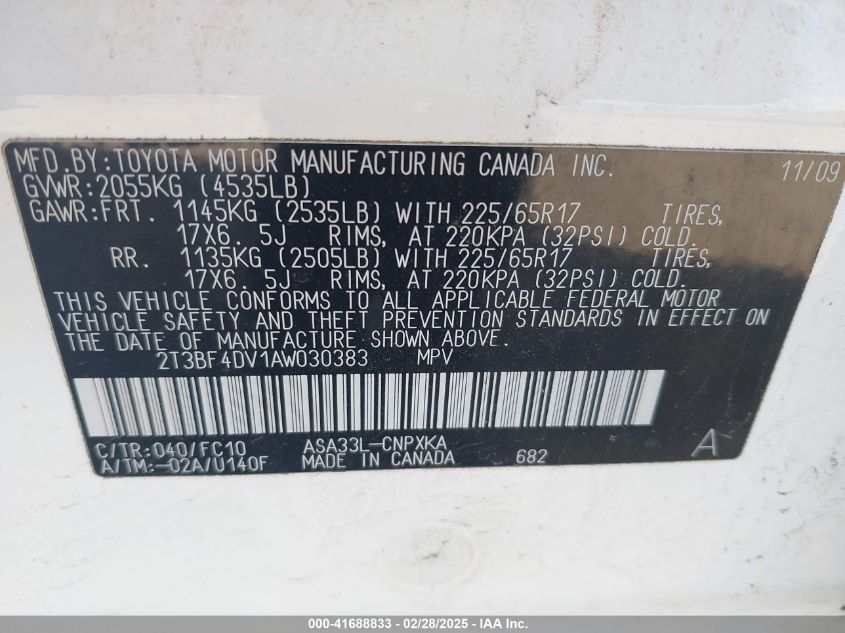 MFD.BY:TOYOTA MOTOR MANUFACTURING CANADA INC. 11/09
GVWR:2055KG (4535LB)
GAWR:FRT. 1145KG (2535LB) WITH 225/65R17 TIRES,
17X6. 5J RIMS, AT 220KPA (32PSI) COLD.
RR. 1135KG (2505LB) WITH 225/65R17 TIRES,
17X6. 5J RIMS, AT 220KPA (32PSI) COLD.
THIS VEHICLE CONFORMS TO ALL APPLICABLE FEDERAL MOTOR
VEHICLE SAFETY AND THEFT PREVENTION STANDARDS IN EFFECT ON
THE DATE OF MANUFACTURE SHOWN ABOVE.
2T3BF4DV1AW030383 MPV
C/TR:040/FC10 ASA33L-CNPXKA A
A/TM:-02A/U140F MADE IN CANADA 682
000-41688833 - 02/28/2025 - IAA Inc.